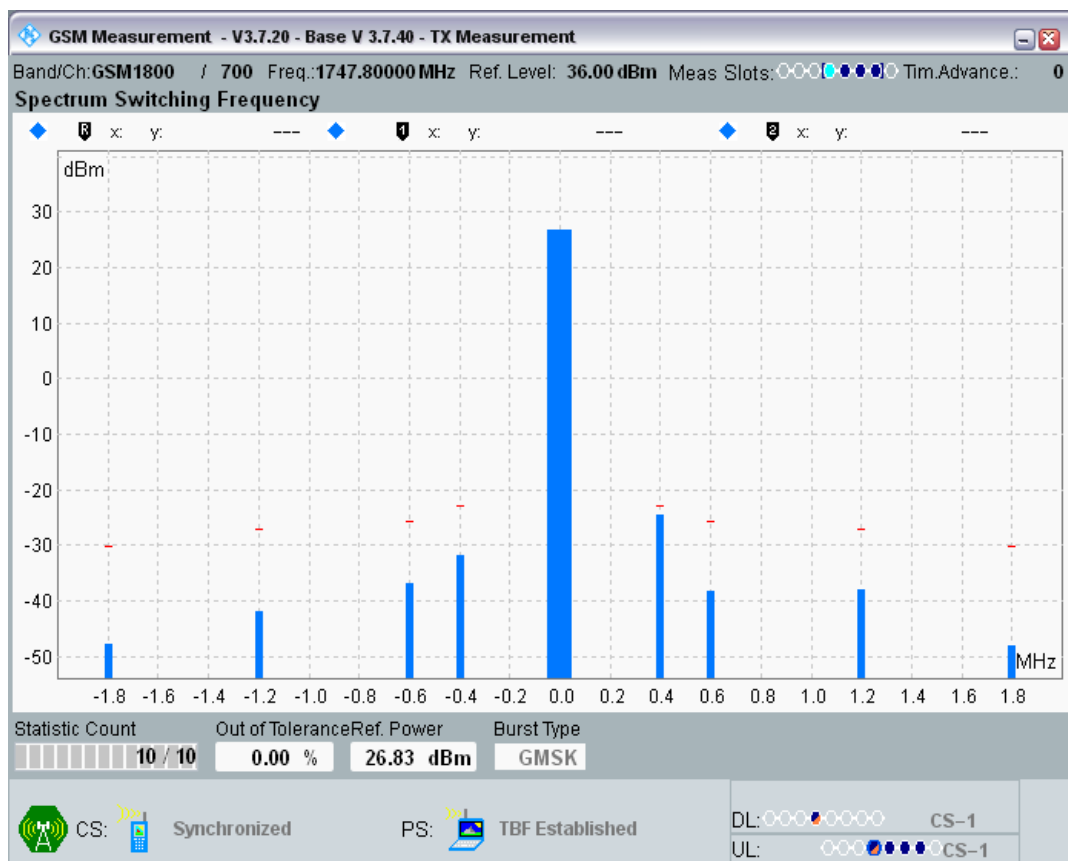 GSM Measurement - V3.7.20 - Base V 3.7.40 - TX Measurement
Band/Ch:GSM1800 / 700 Freq.:1747.80000 MHz Ref. Level: 36.00 dBm Meas Slots: Tim.Advance.: 0
Spectrum Switching Frequency
R x: y: --- 1 x: y: --- 2 x: y: ---
dBm
30
20
10
0
-10
-20
-30
-40
-50
MHz
-1.8 -1.6 -1.4 -1.2 -1.0 -0.8 -0.6 -0.4 -0.2 0.0 0.2 0.4 0.6 0.8 1.0 1.2 1.4 1.6 1.8
Statistic Count Out of Tolerance Ref. Power Burst Type
10 / 10 0.00 % 26.83 dBm GMSK
CS: Synchronized PS: TBF Established DL: CS-1
UL: CS-1